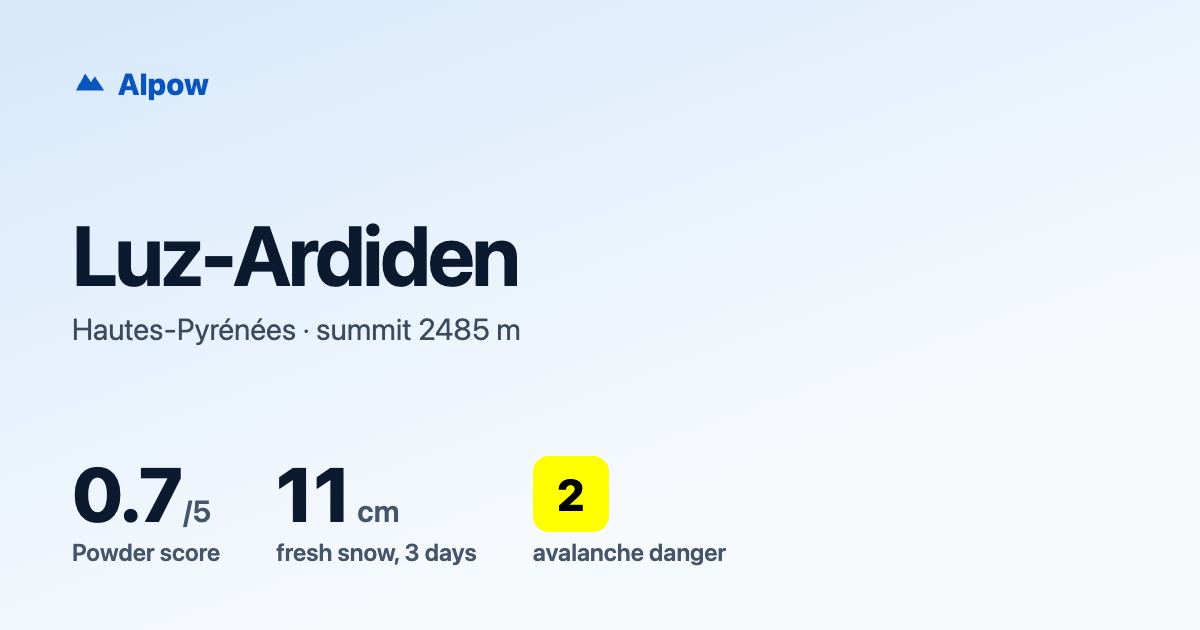 Alpow
Luz-Ardiden
Hautes-Pyrénées · summit 2485 m
0.7/5
Powder score
11 cm
fresh snow, 3 days
2
avalanche danger